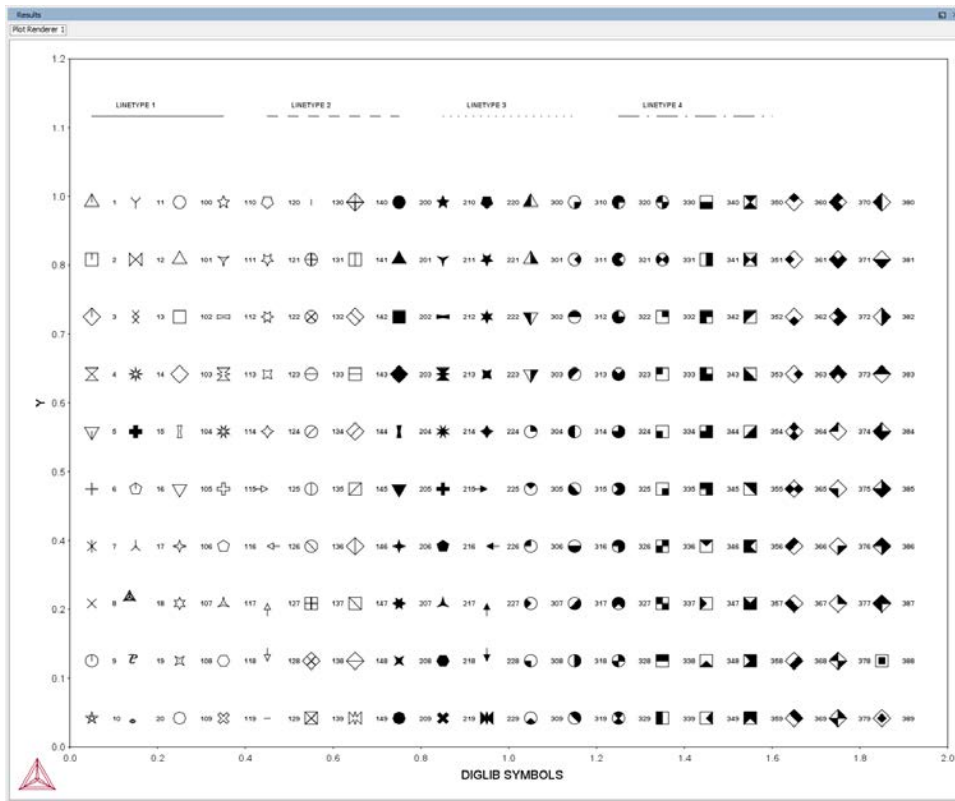 Results
Plot Renderer 1
1.2
LINETYPE 1 LINETYPE 2 LINETYPE 3 LINETYPE 4
1.1
1.0 1 11 100 110 120 130 140 200 210 220 300 310 320 330 340 350 360 370 380
0.8 2 12 101 111 121 131 141 201 211 221 301 311 321 331 341 351 361 371 381
0.7 3 13 102 112 122 132 142 202 212 222 302 312 322 332 342 352 362 372 382
0.6 4 14 103 113 123 133 143 203 213 223 303 313 323 333 343 353 363 373 383
Y 5 15 104 114 124 134 144 204 214 224 304 314 324 334 344 354 364 374 384
0.5 6 16 105 115 125 135 145 205 215 225 305 315 325 335 345 355 365 375 385
0.4 7 17 106 116 126 136 146 206 216 226 306 316 326 336 346 356 366 376 386
0.2 8 18 107 117 127 137 147 207 217 227 307 317 327 337 347 357 367 377 387
0.1 9 19 108 118 128 138 148 208 218 228 308 318 328 338 348 358 368 378 388
10 20 109 119 129 139 149 209 219 229 309 319 329 339 349 359 369 379 389
0.0
0.0 0.2 0.4 0.6 0.8 1.0 1.2 1.4 1.6 1.8 2.0
DIGLIB SYMBOLS